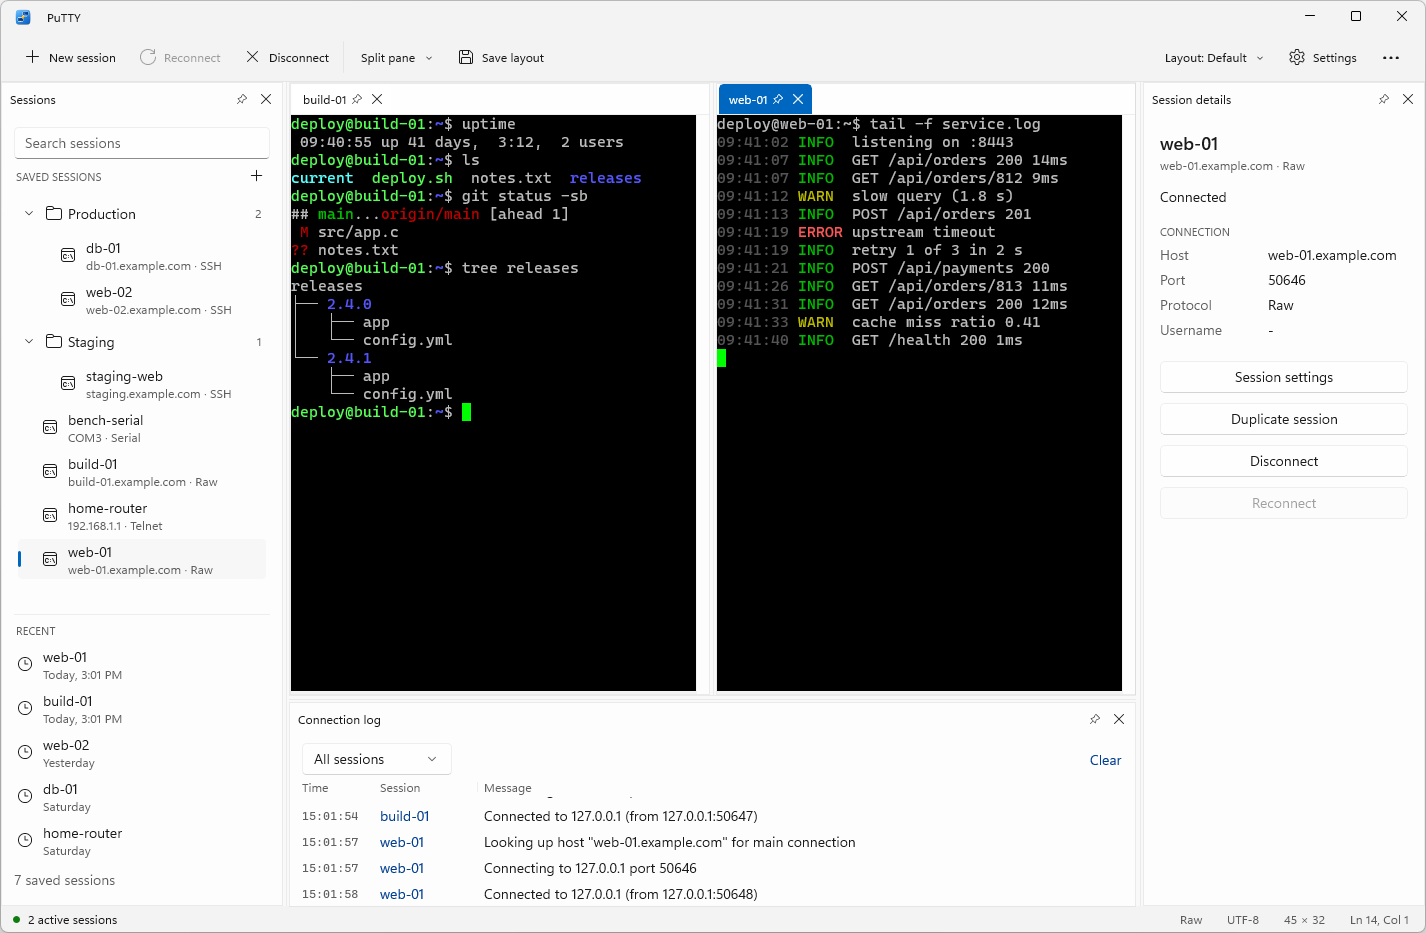 PuTTY
New session
Reconnect
Disconnect
Split pane
Save layout
Layout: Default
Settings
Sessions
Search sessions
SAVED SESSIONS
Production 2
db-01
db-01.example.com · SSH
web-02
web-02.example.com · SSH
Staging 1
staging-web
staging.example.com · SSH
bench-serial
COM3 · Serial
build-01
build-01.example.com · Raw
home-router
192.168.1.1 · Telnet
web-01
web-01.example.com · Raw
RECENT
web-01
Today, 3:01 PM
build-01
Today, 3:01 PM
web-02
Yesterday
db-01
Saturday
home-router
Saturday
7 saved sessions
build-01
deploy@build-01:~$ uptime
 09:40:55 up 41 days,  3:12,  2 users
deploy@build-01:~$ ls
current  deploy.sh  notes.txt  releases
deploy@build-01:~$ git status -sb
## main...origin/main [ahead 1]
 M src/app.c
?? notes.txt
deploy@build-01:~$ tree releases
releases
├── 2.4.0
│   ├── app
│   └── config.yml
└── 2.4.1
    ├── app
    └── config.yml
deploy@build-01:~$
web-01
deploy@web-01:~$ tail -f service.log
09:41:02 INFO  listening on :8443
09:41:07 INFO  GET /api/orders 200 14ms
09:41:07 INFO  GET /api/orders/812 9ms
09:41:12 WARN  slow query (1.8 s)
09:41:13 INFO  POST /api/orders 201
09:41:19 ERROR upstream timeout
09:41:19 INFO  retry 1 of 3 in 2 s
09:41:21 INFO  POST /api/payments 200
09:41:26 INFO  GET /api/orders/813 11ms
09:41:31 INFO  GET /api/orders 200 12ms
09:41:33 WARN  cache miss ratio 0.41
09:41:40 INFO  GET /health 200 1ms
Connection log
All sessions
Clear
Time Session Message
15:01:54 build-01 Connected to 127.0.0.1 (from 127.0.0.1:50647)
15:01:57 web-01 Looking up host "web-01.example.com" for main connection
15:01:57 web-01 Connecting to 127.0.0.1 port 50646
15:01:58 web-01 Connected to 127.0.0.1 (from 127.0.0.1:50648)
Session details
web-01
web-01.example.com · Raw
Connected
CONNECTION
Host web-01.example.com
Port 50646
Protocol Raw
Username -
Session settings
Duplicate session
Disconnect
Reconnect
2 active sessions
Raw
UTF-8
45 × 32
Ln 14, Col 1